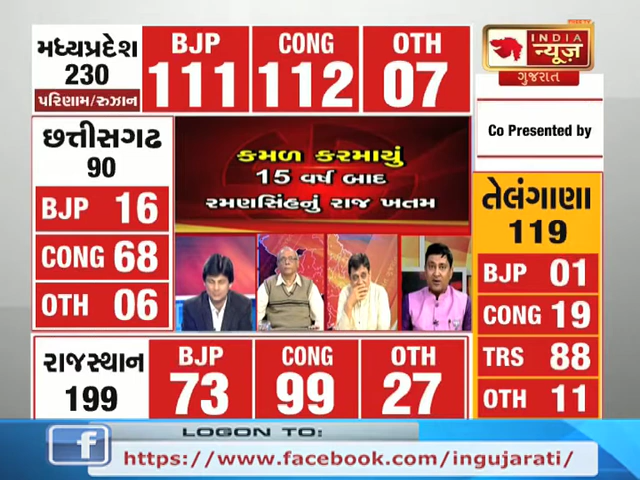 મધ્યપ્રદેશ
230
પરિણામ/રુઝાન
BJP
111
CONG
112
OTH
07
INDIA
न्यूज़
ગુજરાત
Co Presented by
છત્તીસગઢ
90
BJP 16
CONG 68
OTH 06
કમળ કરમાયું
15 વર્ષ બાદ
રમણસિંહનું રાજ ખતમ
તેલંગાણા
119
BJP 01
CONG 19
TRS 88
OTH 11
રાજસ્થાન
199
BJP
73
CONG
99
OTH
27
LOGON TO:
f
https://www.facebook.com/ingujarati/